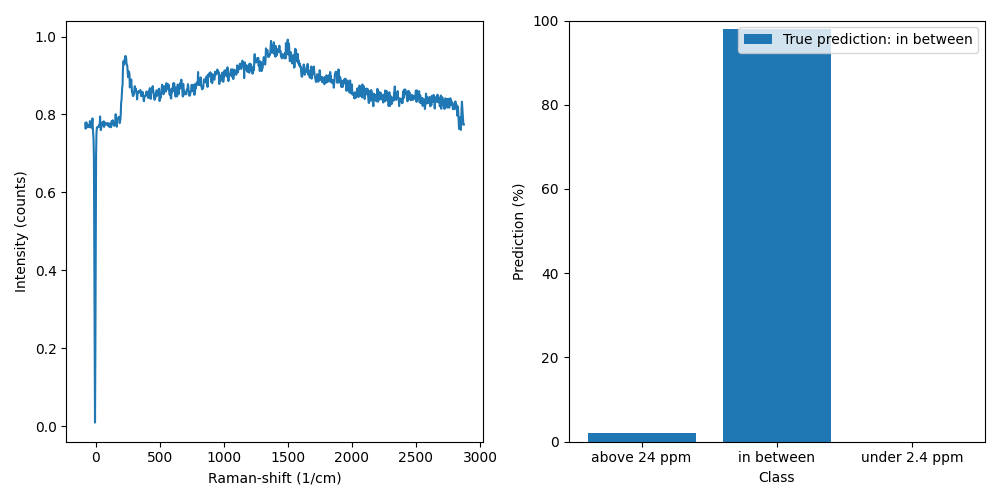 1.0
0.8
0.6
0.4
0.2
0.0
Intensity (counts)
0 500 1000 1500 2000 2500 3000
Raman-shift (1/cm)
True prediction: in between
100
80
60
40
20
0
Prediction (%)
above 24 ppm in between under 2.4 ppm
Class